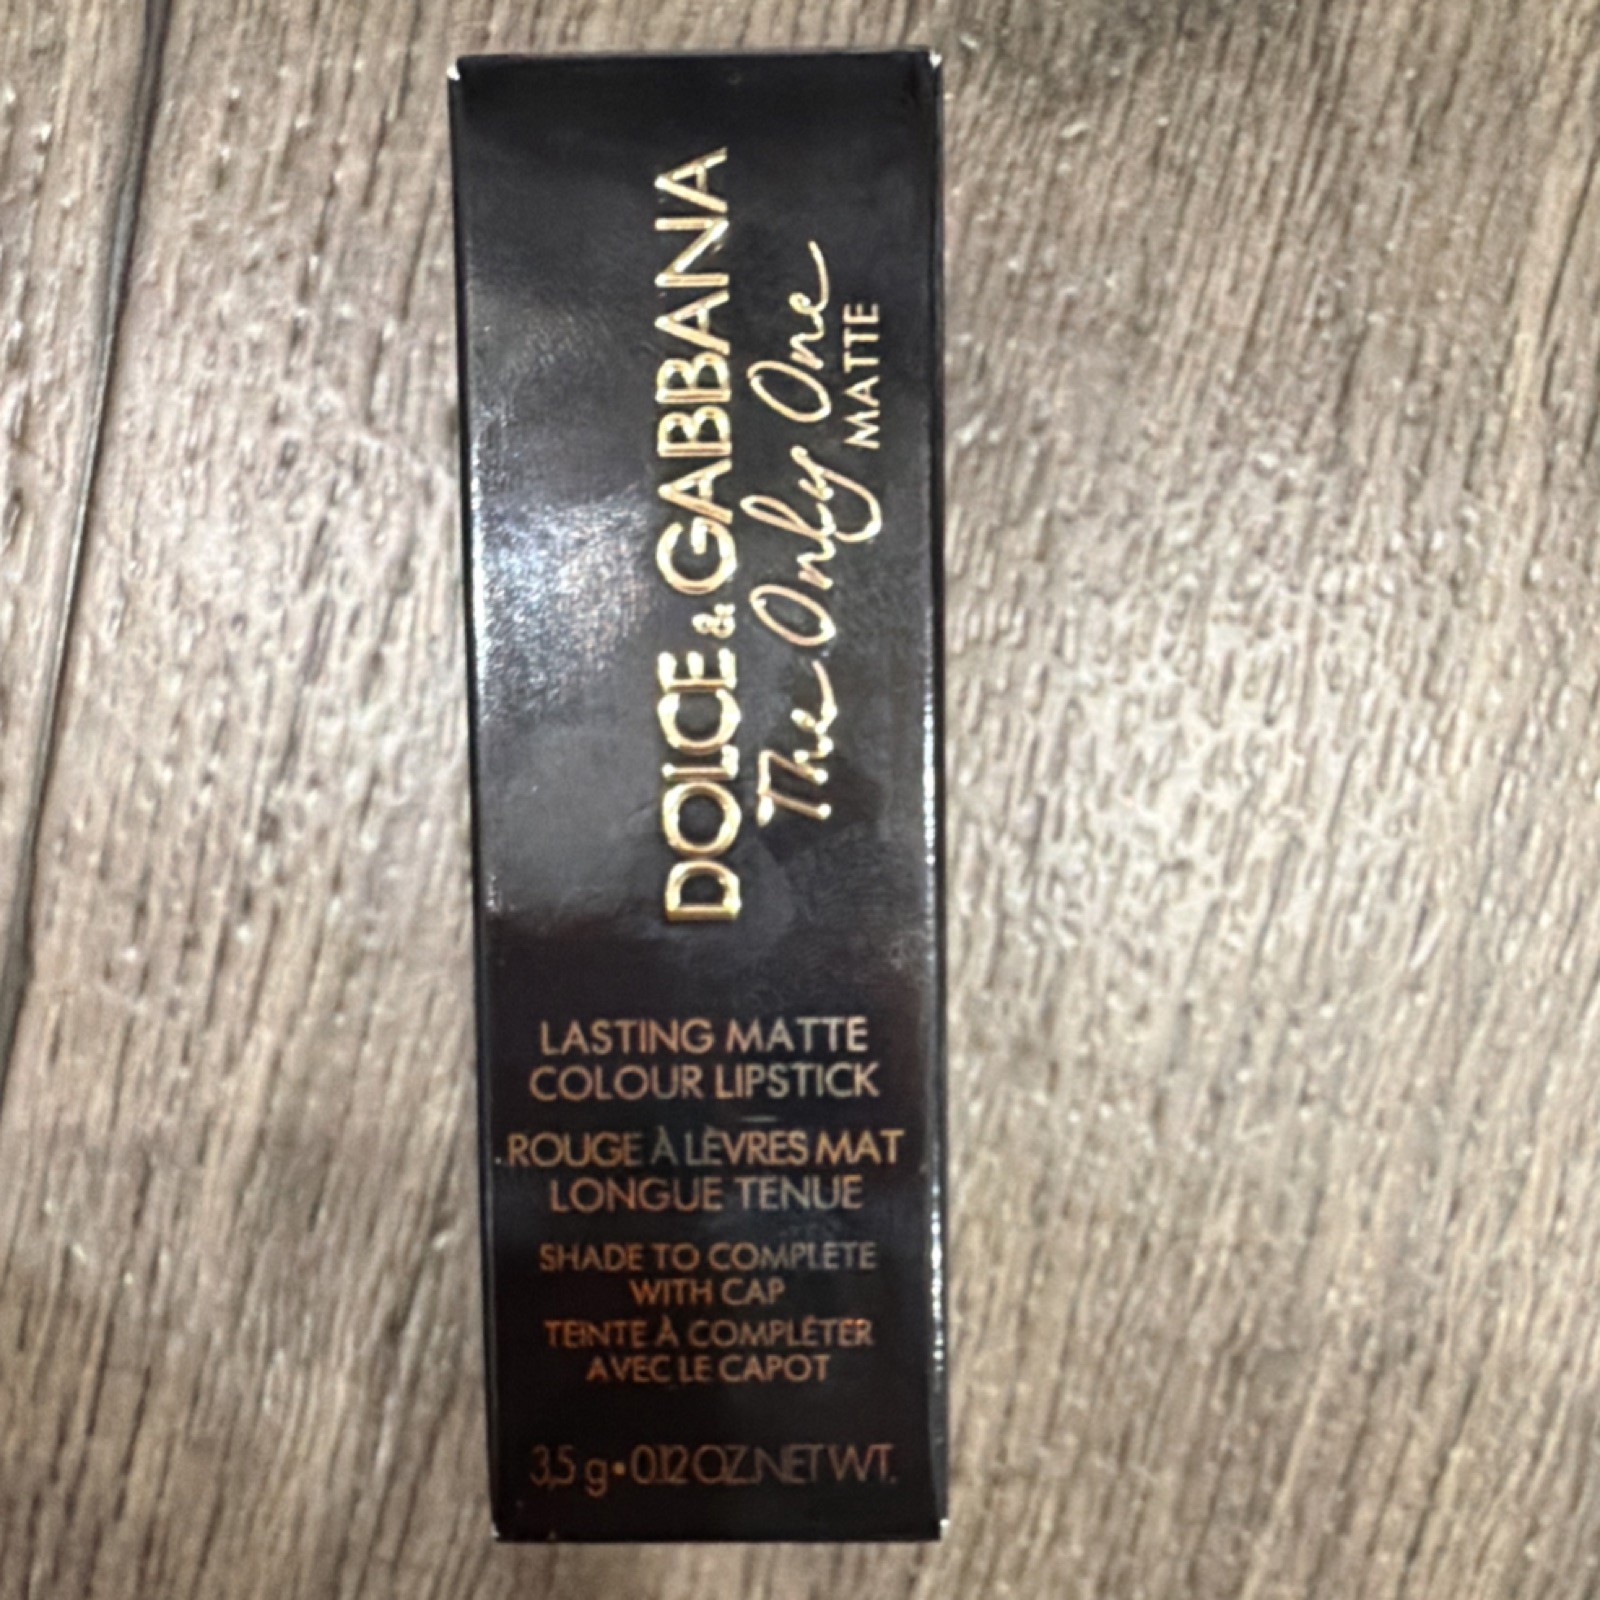 DOLCE & GABBANA
The Only One
MATTE
LASTING MATTE
COLOUR LIPSTICK
ROUGE À LÈVRES MAT
LONGUE TENUE
SHADE TO COMPLETE
WITH CAP
TEINTE À COMPLÉTER
AVEC LE CAPOT
3,5 g • 0.12 OZ. NET WT.